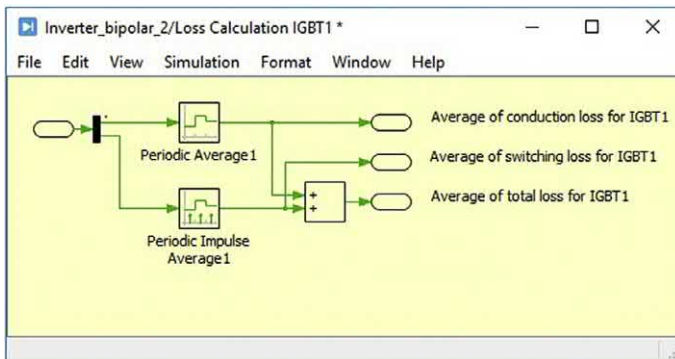 Inverter_bipolar_2/Loss Calculation IGBT1 *
File Edit View Simulation Format Window Help
Average of conduction loss for IGBT1
Periodic Average1
Average of switching loss for IGBT1
+
+
Average of total loss for IGBT1
Periodic Impulse
Average1